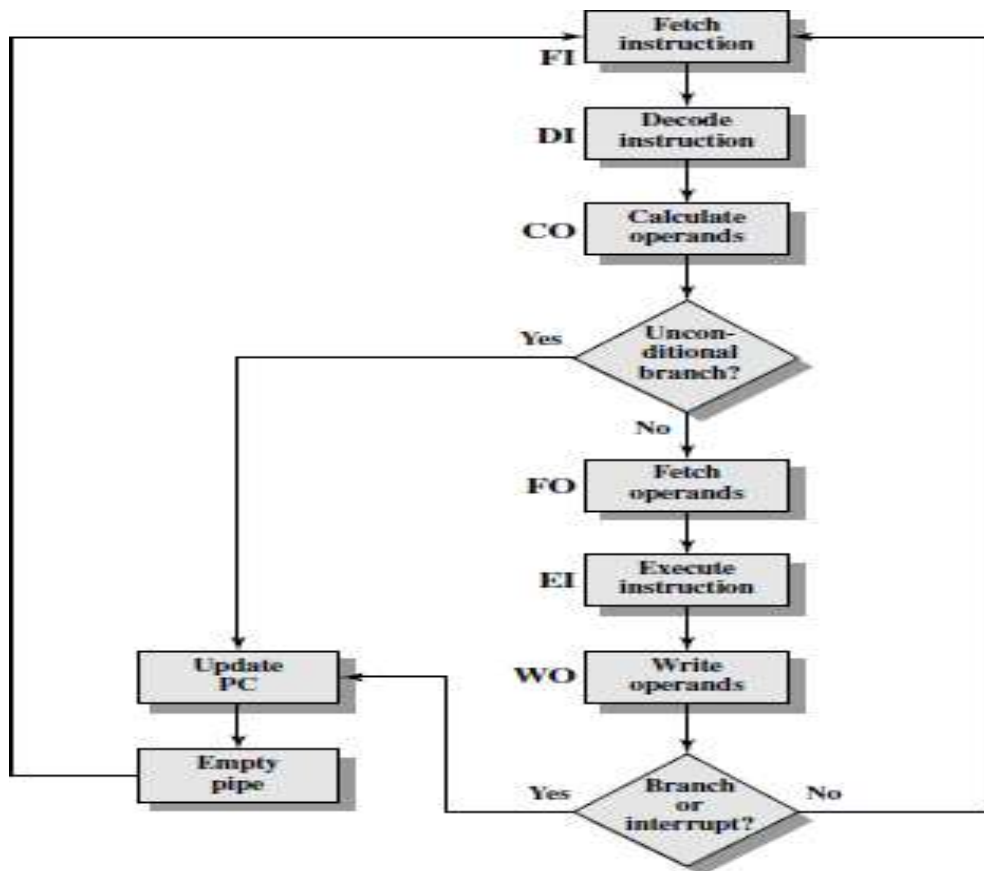 Fetch
instruction
FI
Decode
instruction
DI
Calculate
operands
CO
Uncon-
ditional
branch?
Yes
No
Fetch
operands
FO
Execute
instruction
EI
Write
operands
WO
Update
PC
Empty
pipe
Branch
or
interrupt?
Yes
No